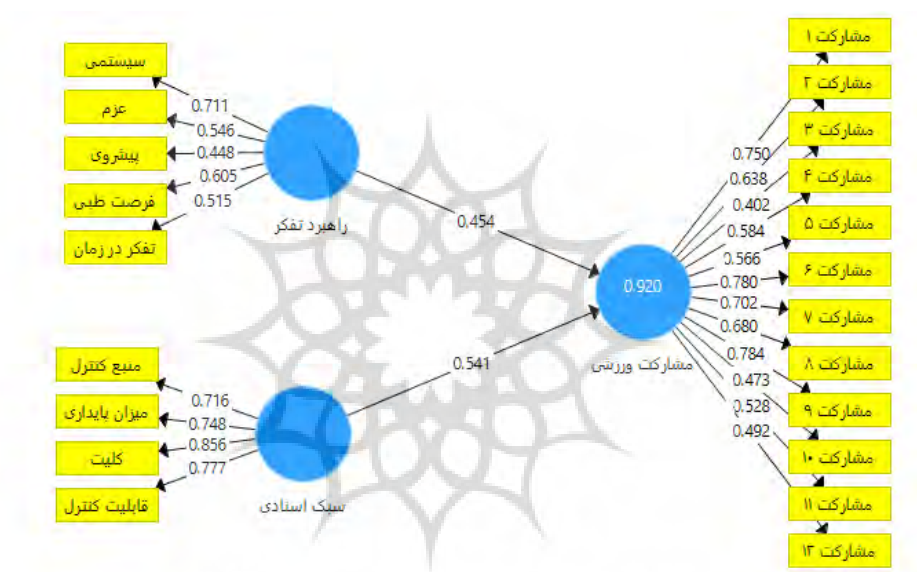 سیستمی
عزم
پیشروی
فرصت طبی
تفکر در زمان
0.711
0.546
0.448
0.605
0.515
راهبرد تفکر
0.454
منبع کنترل
میزان پایداری
کلیت
قابلیت کنترل
0.716
0.748
0.856
0.777
سبک اسنادی
0.541
0.920
مشارکت ورزشی
0.750
0.638
0.402
0.584
0.566
0.780
0.702
0.680
0.784
0.473
0.528
0.492
مشارکت ۱
مشارکت ۲
مشارکت ۳
مشارکت ۴
مشارکت ۵
مشارکت ۶
مشارکت ۷
مشارکت ۸
مشارکت ۹
مشارکت ۱۰
مشارکت ۱۱
مشارکت ۱۲